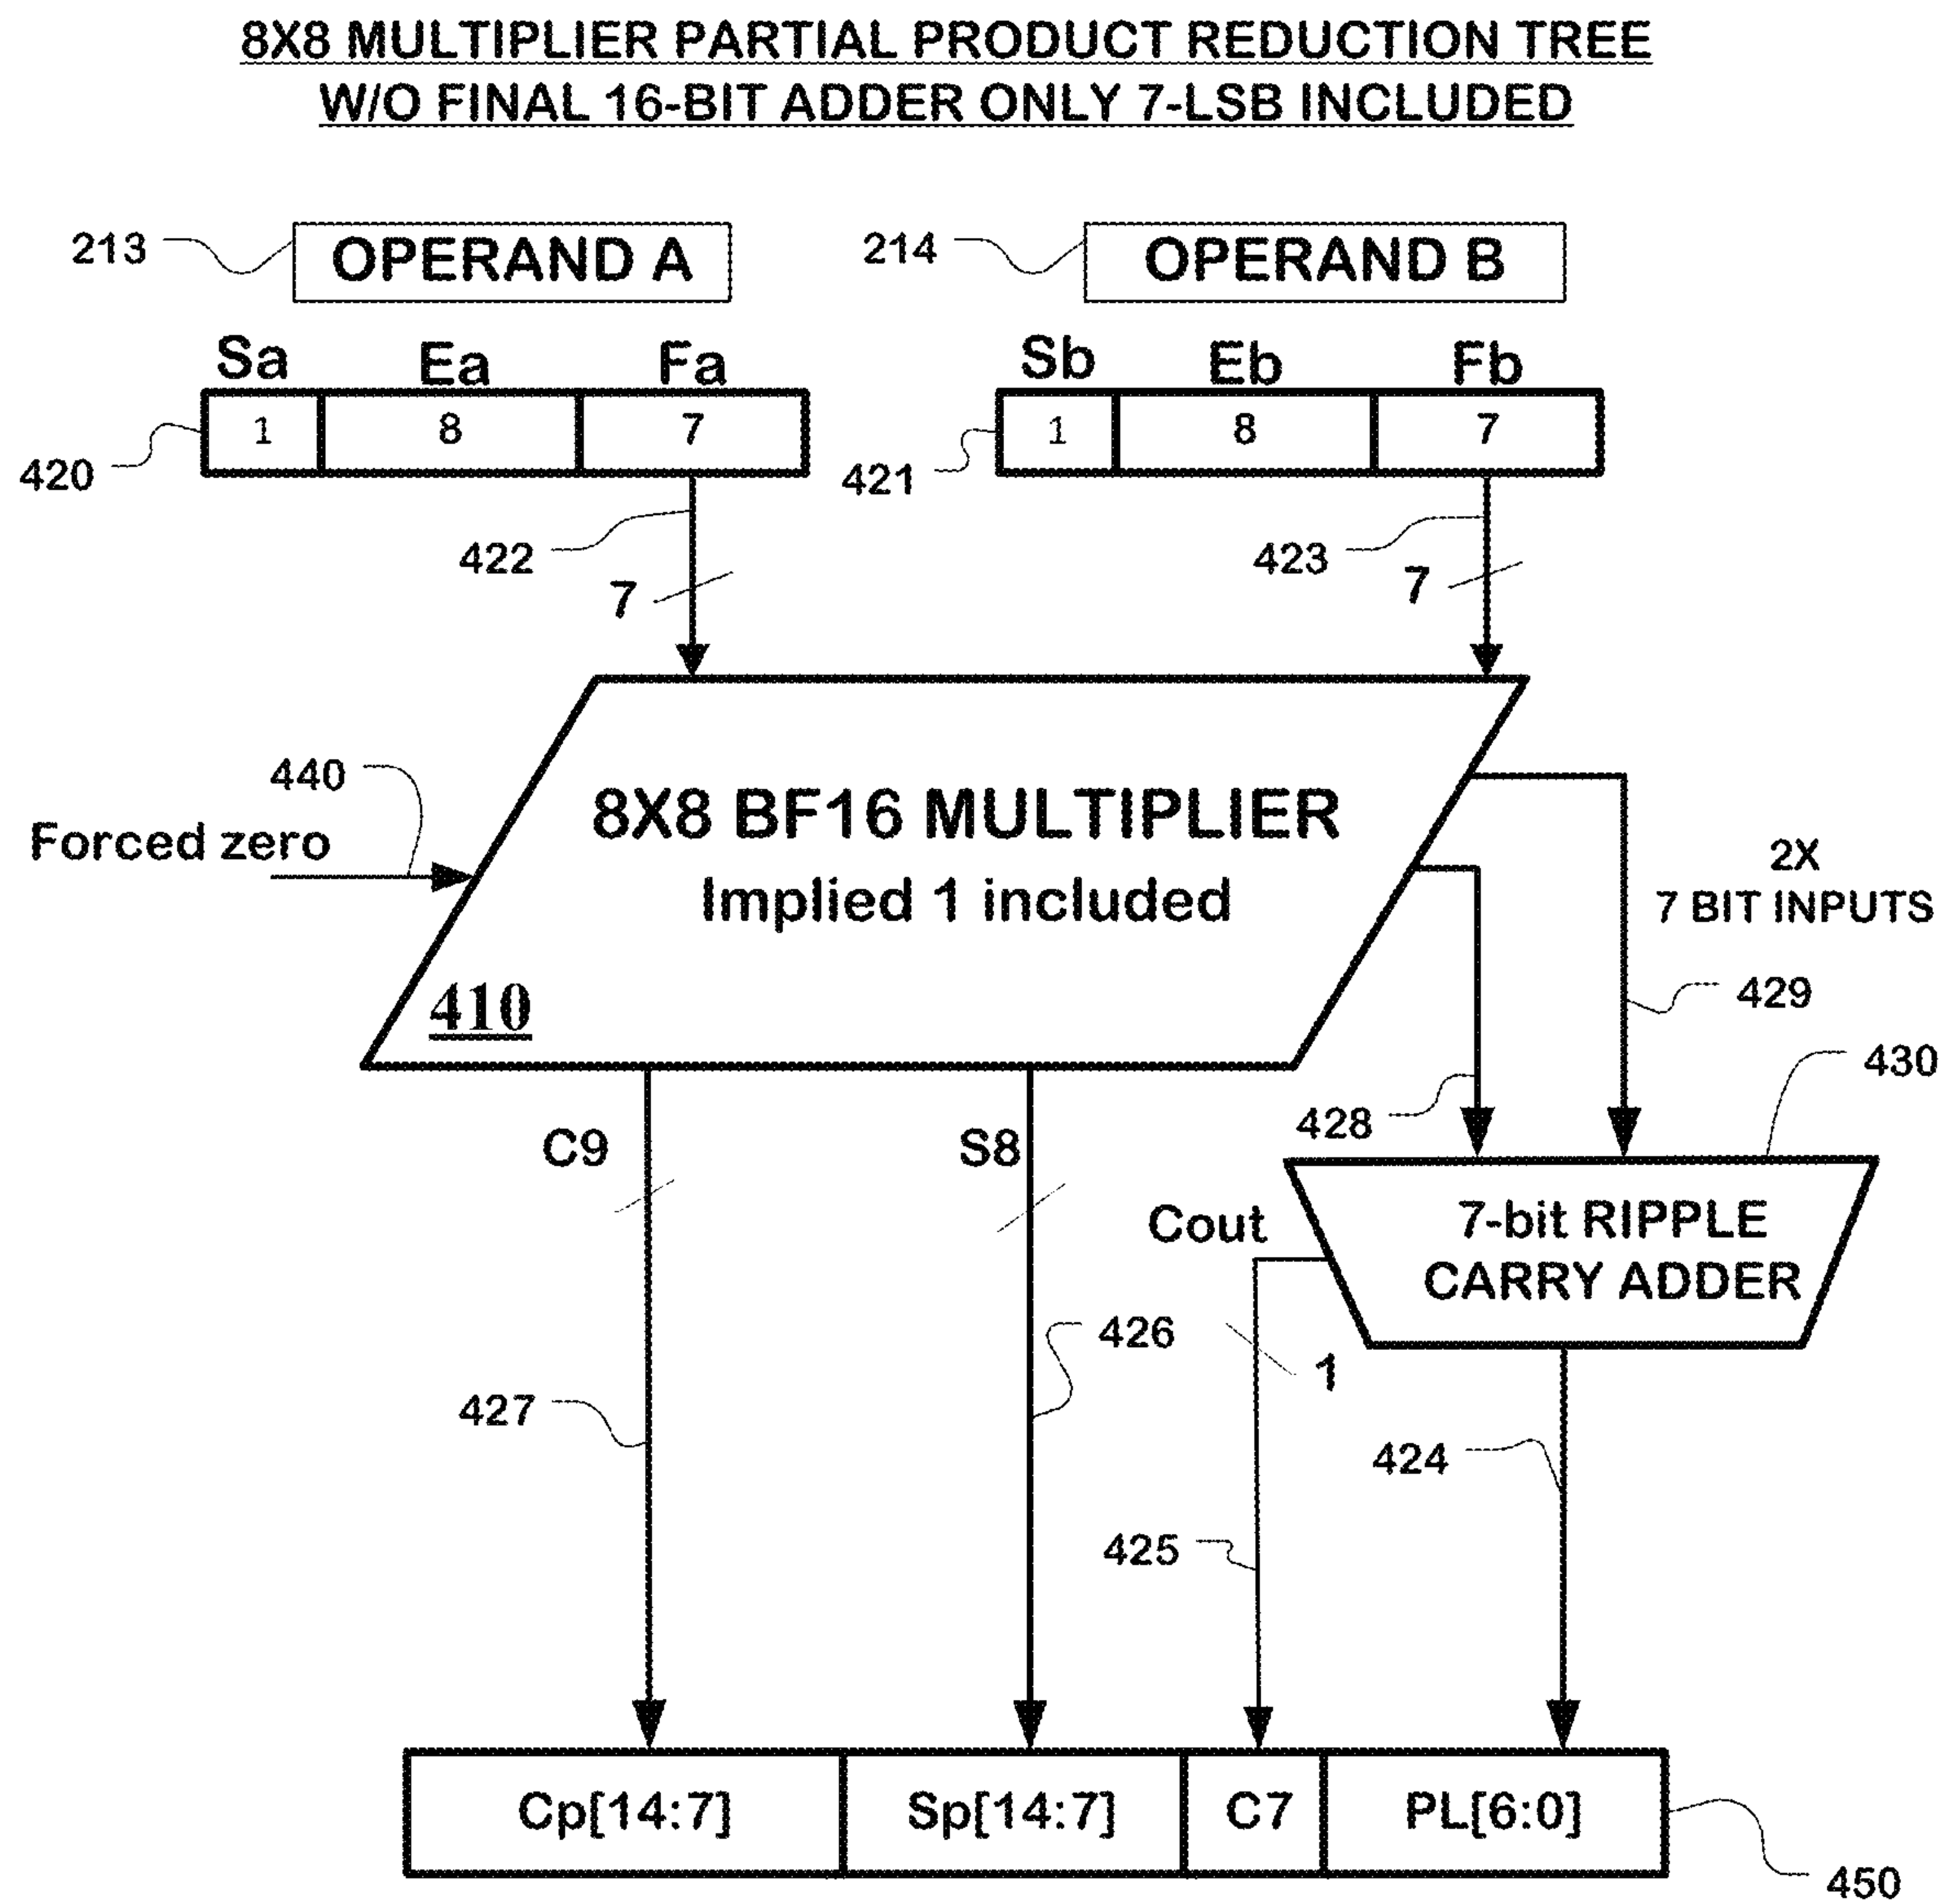 8X8 MULTIPLIER PARTIAL PRODUCT REDUCTION TREE
W/O FINAL 16-BIT ADDER ONLY 7-LSB INCLUDED
213
OPERAND A
214
OPERAND B
Sa
Ea
Fa
Sb
Eb
Fb
1
8
7
1
8
7
420
421
422
423
7
7
440
Forced zero
8X8 BF16 MULTIPLIER
Implied 1 included
410
2X
7 BIT INPUTS
429
430
428
C9
S8
Cout
7-bit RIPPLE
CARRY ADDER
426
1
427
424
425
Cp[14:7]
Sp[14:7]
C7
PL[6:0]
450